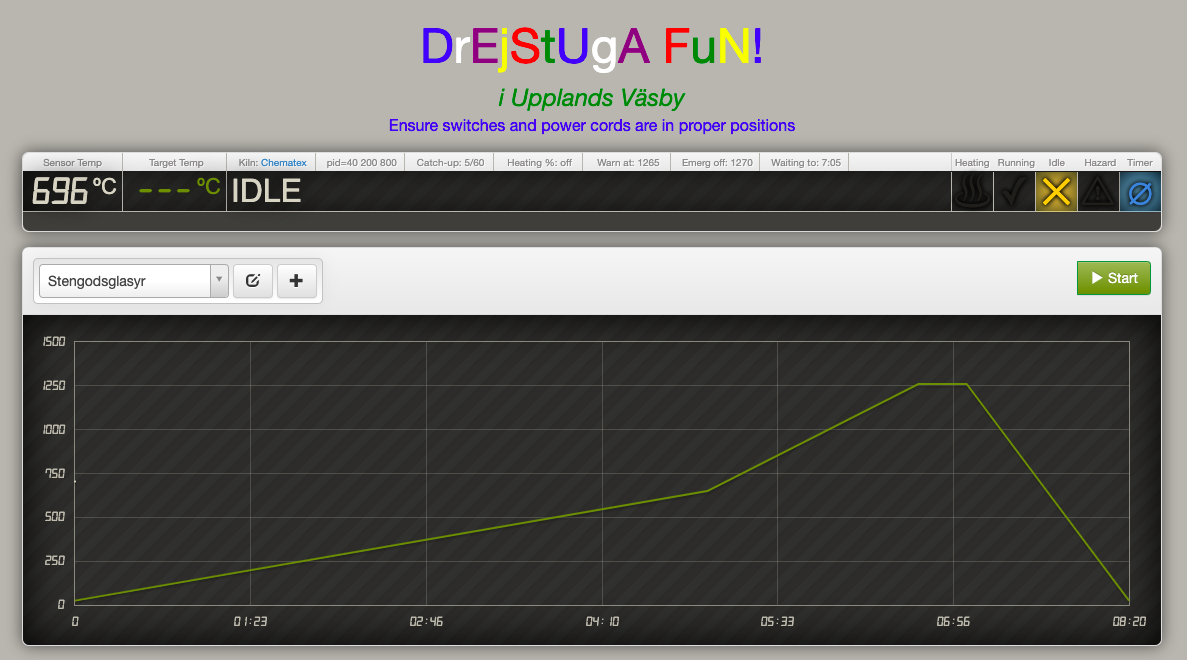 DrEjStUgA FuN!
i Upplands Väsby
Ensure switches and power cords are in proper positions
Sensor Temp Target Temp Kiln: Chematex pid=40 200 800 Catch-up: 5/60 Heating %: off Warn at: 1265 Emerg off: 1270 Waiting to: 7:05 Heating Running Idle Hazard Timer
696 ºC ---ºC IDLE
Stengodsglasyr Start
1500
1250
1000
750
500
250
0
0 01:23 02:46 04:10 05:33 06:56 08:20